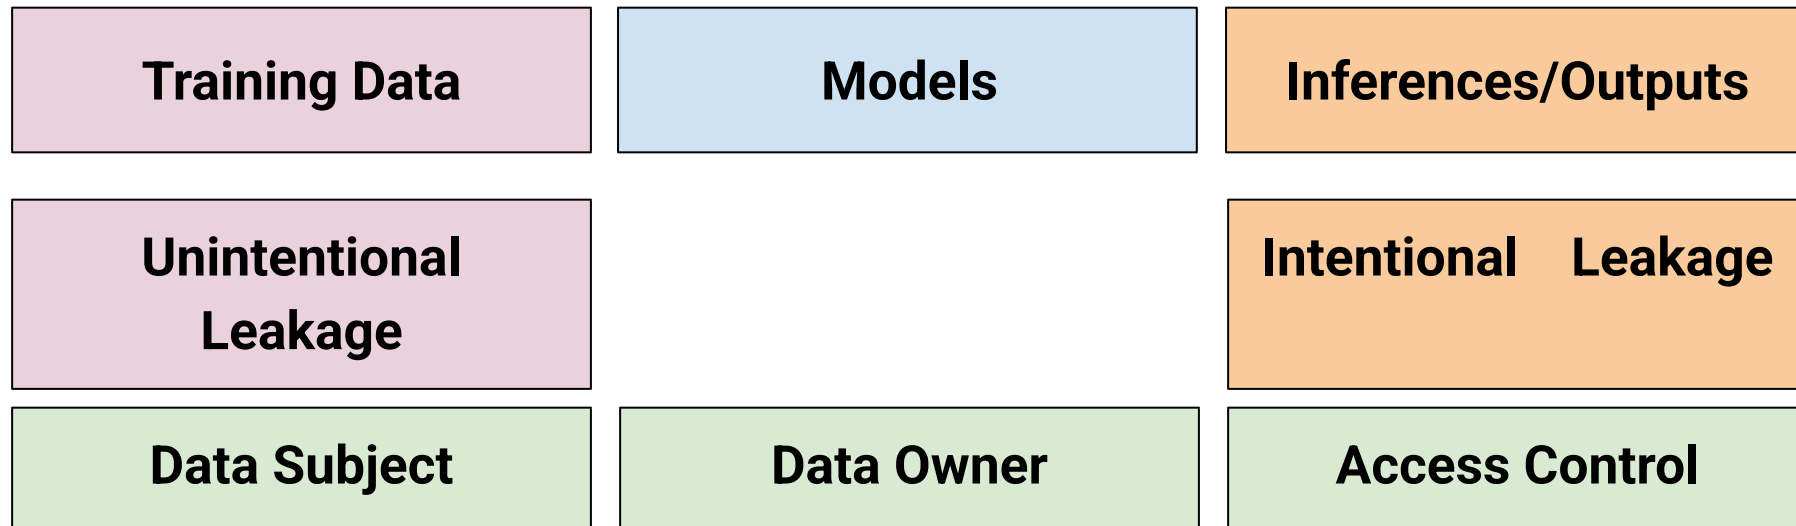 Training Data
Models
Inferences/Outputs
Unintentional
Leakage
Intentional Leakage
Data Subject
Data Owner
Access Control